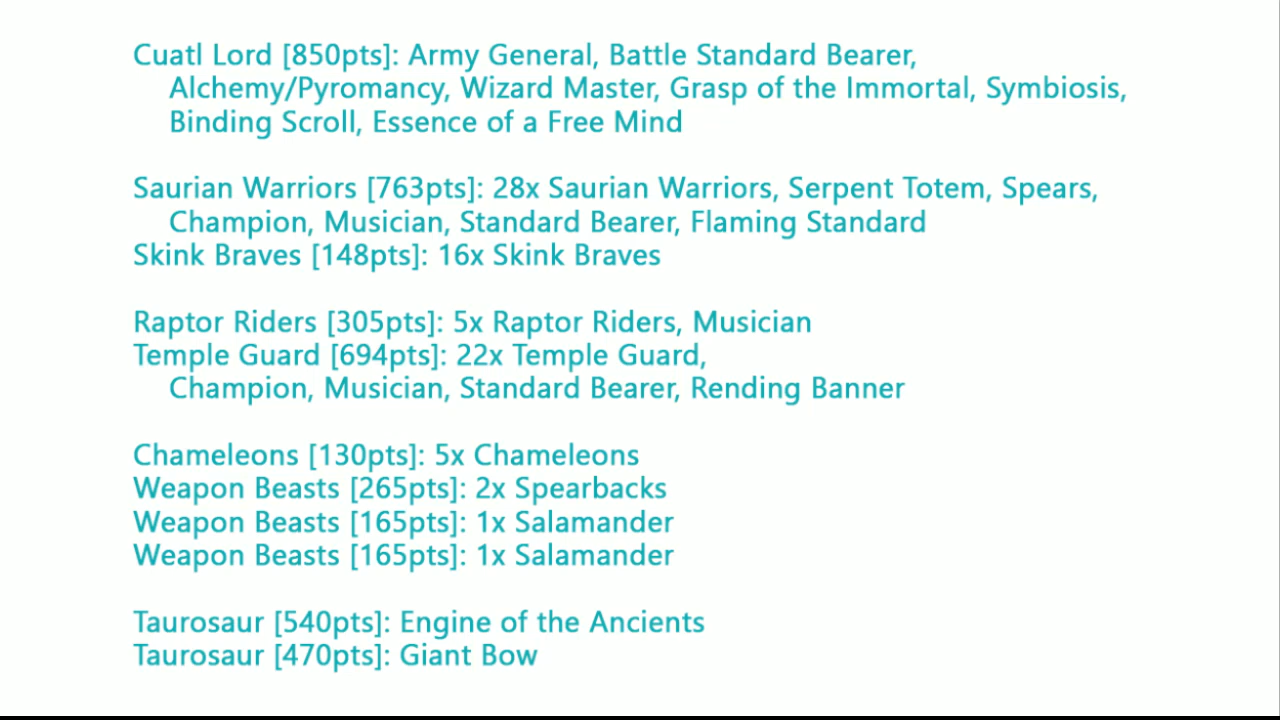 Cuatl Lord [850pts]: Army General, Battle Standard Bearer,
Alchemy/Pyromancy, Wizard Master, Grasp of the Immortal, Symbiosis,
Binding Scroll, Essence of a Free Mind
Saurian Warriors [763pts]: 28x Saurian Warriors, Serpent Totem, Spears,
Champion, Musician, Standard Bearer, Flaming Standard
Skink Braves [148pts]: 16x Skink Braves
Raptor Riders [305pts]: 5x Raptor Riders, Musician
Temple Guard [694pts]: 22x Temple Guard,
Champion, Musician, Standard Bearer, Rending Banner
Chameleons [130pts]: 5x Chameleons
Weapon Beasts [265pts]: 2x Spearbacks
Weapon Beasts [165pts]: 1x Salamander
Weapon Beasts [165pts]: 1x Salamander
Taurosaur [540pts]: Engine of the Ancients
Taurosaur [470pts]: Giant Bow